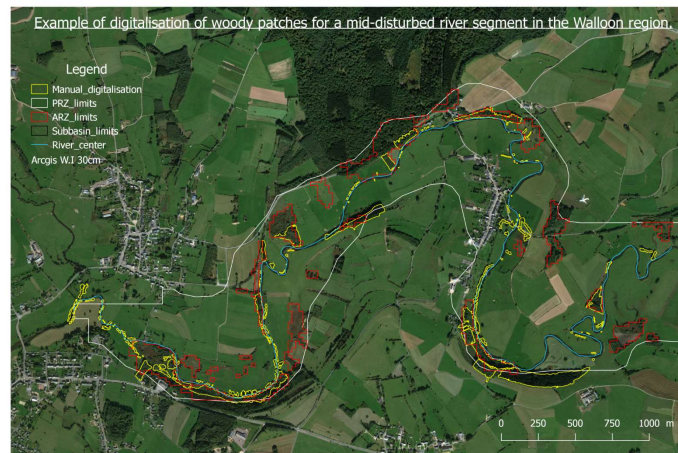 Example of digitalisation of woody patches for a mid-disturbed river segment in the Walloon region.
Legend
Manual_digitalisation
PRZ_limits
ARZ_limits
Subbasin_limits
River_center
Arcgis W.I 30cm
0 250 500 750 1000 m